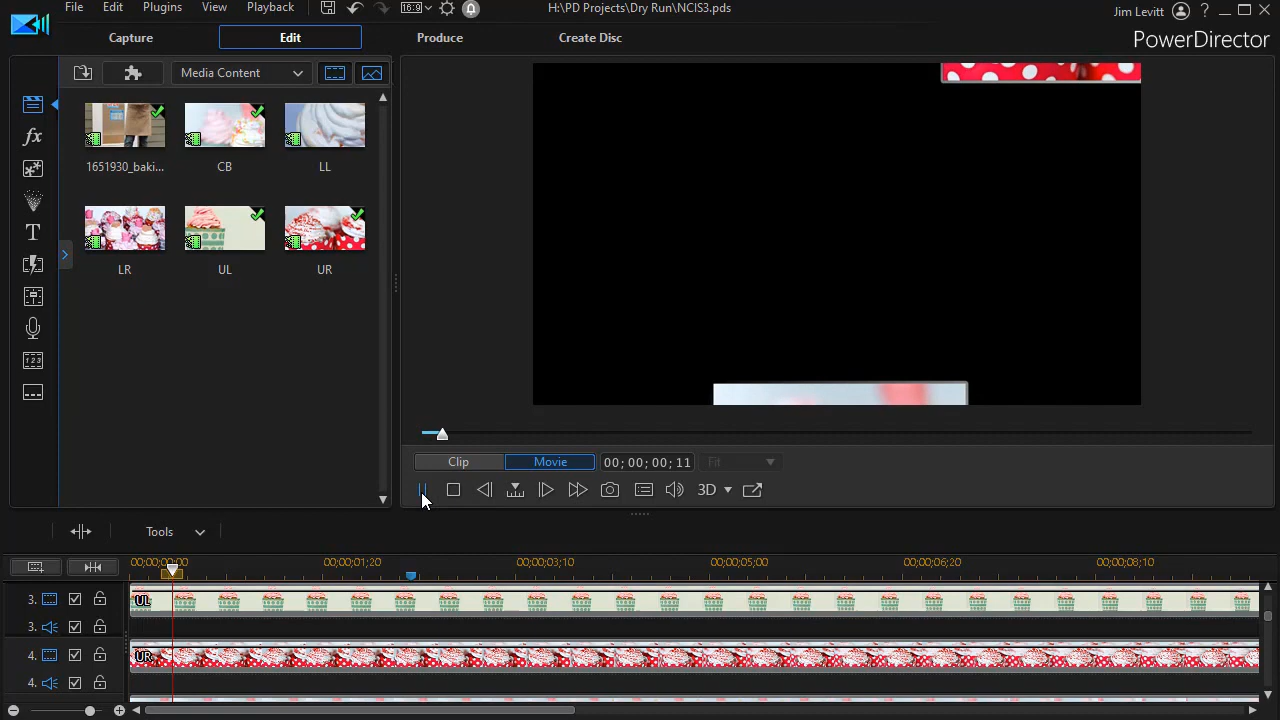 File Edit Plugins View Playback 16:9 H:\PD Projects\Dry Run\NCIS3.pds Jim Levitt ?
Capture Edit Produce Create Disc PowerDirector
Media Content
fx
1651930_baki... CB LL
T
LR UL UR
Clip Movie 00; 00; 00; 11 Fit
3D
Tools
00;00;00;00 00;00;01;20 00;00;03;10 00;00;05;00 00;00;06;20 00;00;08;10
3. UL
3.
4. UR
4.